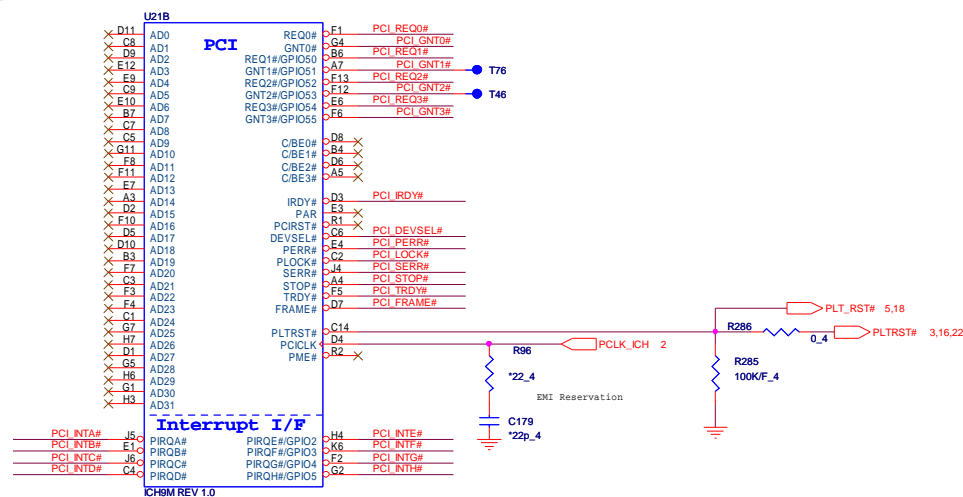 U21B
PCI
D11 AD0 REQ0# F1 PCI_REQ0#
C8 AD1 GNT0# G4 PCI_GNT0#
D9 AD2 REQ1#/GPIO50 B6 PCI_REQ1#
E12 AD3 GNT1#/GPIO51 A7 PCI_GNT1# T76
E9 AD4 REQ2#/GPIO52 F13 PCI_REQ2#
C9 AD5 GNT2#/GPIO53 F12 PCI_GNT2# T46
E10 AD6 REQ3#/GPIO54 E6 PCI_REQ3#
B7 AD7 GNT3#/GPIO55 F6 PCI_GNT3#
C7 AD8
C5 AD9 C/BE0# D8
G11 AD10 C/BE1# B4
F8 AD11 C/BE2# D6
F11 AD12 C/BE3# A5
E7 AD13
A3 AD14 IRDY# D3 PCI_IRDY#
D2 AD15 PAR E3
F10 AD16 PCIRST# R1
D5 AD17 DEVSEL# C6 PCI_DEVSEL#
D10 AD18 PERR# E4 PCI_PERR#
B3 AD19 PLOCK# C2 PCI_LOCK#
F7 AD20 SERR# J4 PCI_SERR#
C3 AD21 STOP# A4 PCI_STOP#
F3 AD22 TRDY# F5 PCI_TRDY#
F4 AD23 FRAME# D7 PCI_FRAME#
C1 AD24
G7 AD25 PLTRST# C14
H7 AD26 PCICLK D4
D1 AD27 PME# R2
G5 AD28
H6 AD29
G1 AD30
H3 AD31
PLT_RST# 5,18
R286
0_4
PLTRST# 3,16,22
PCLK_ICH 2
R96
*22_4
R285
100K/F_4
EMI Reservation
C179
*22p_4
Interrupt I/F
PCI_INTA# J5 PIRQA# PIRQE#/GPIO2 H4 PCI_INTE#
PCI_INTB# E1 PIRQB# PIRQF#/GPIO3 K6 PCI_INTF#
PCI_INTC# J6 PIRQC# PIRQG#/GPIO4 F2 PCI_INTG#
PCI_INTD# C4 PIRQD# PIRQH#/GPIO5 G2 PCI_INTH#
ICH9M REV 1.0